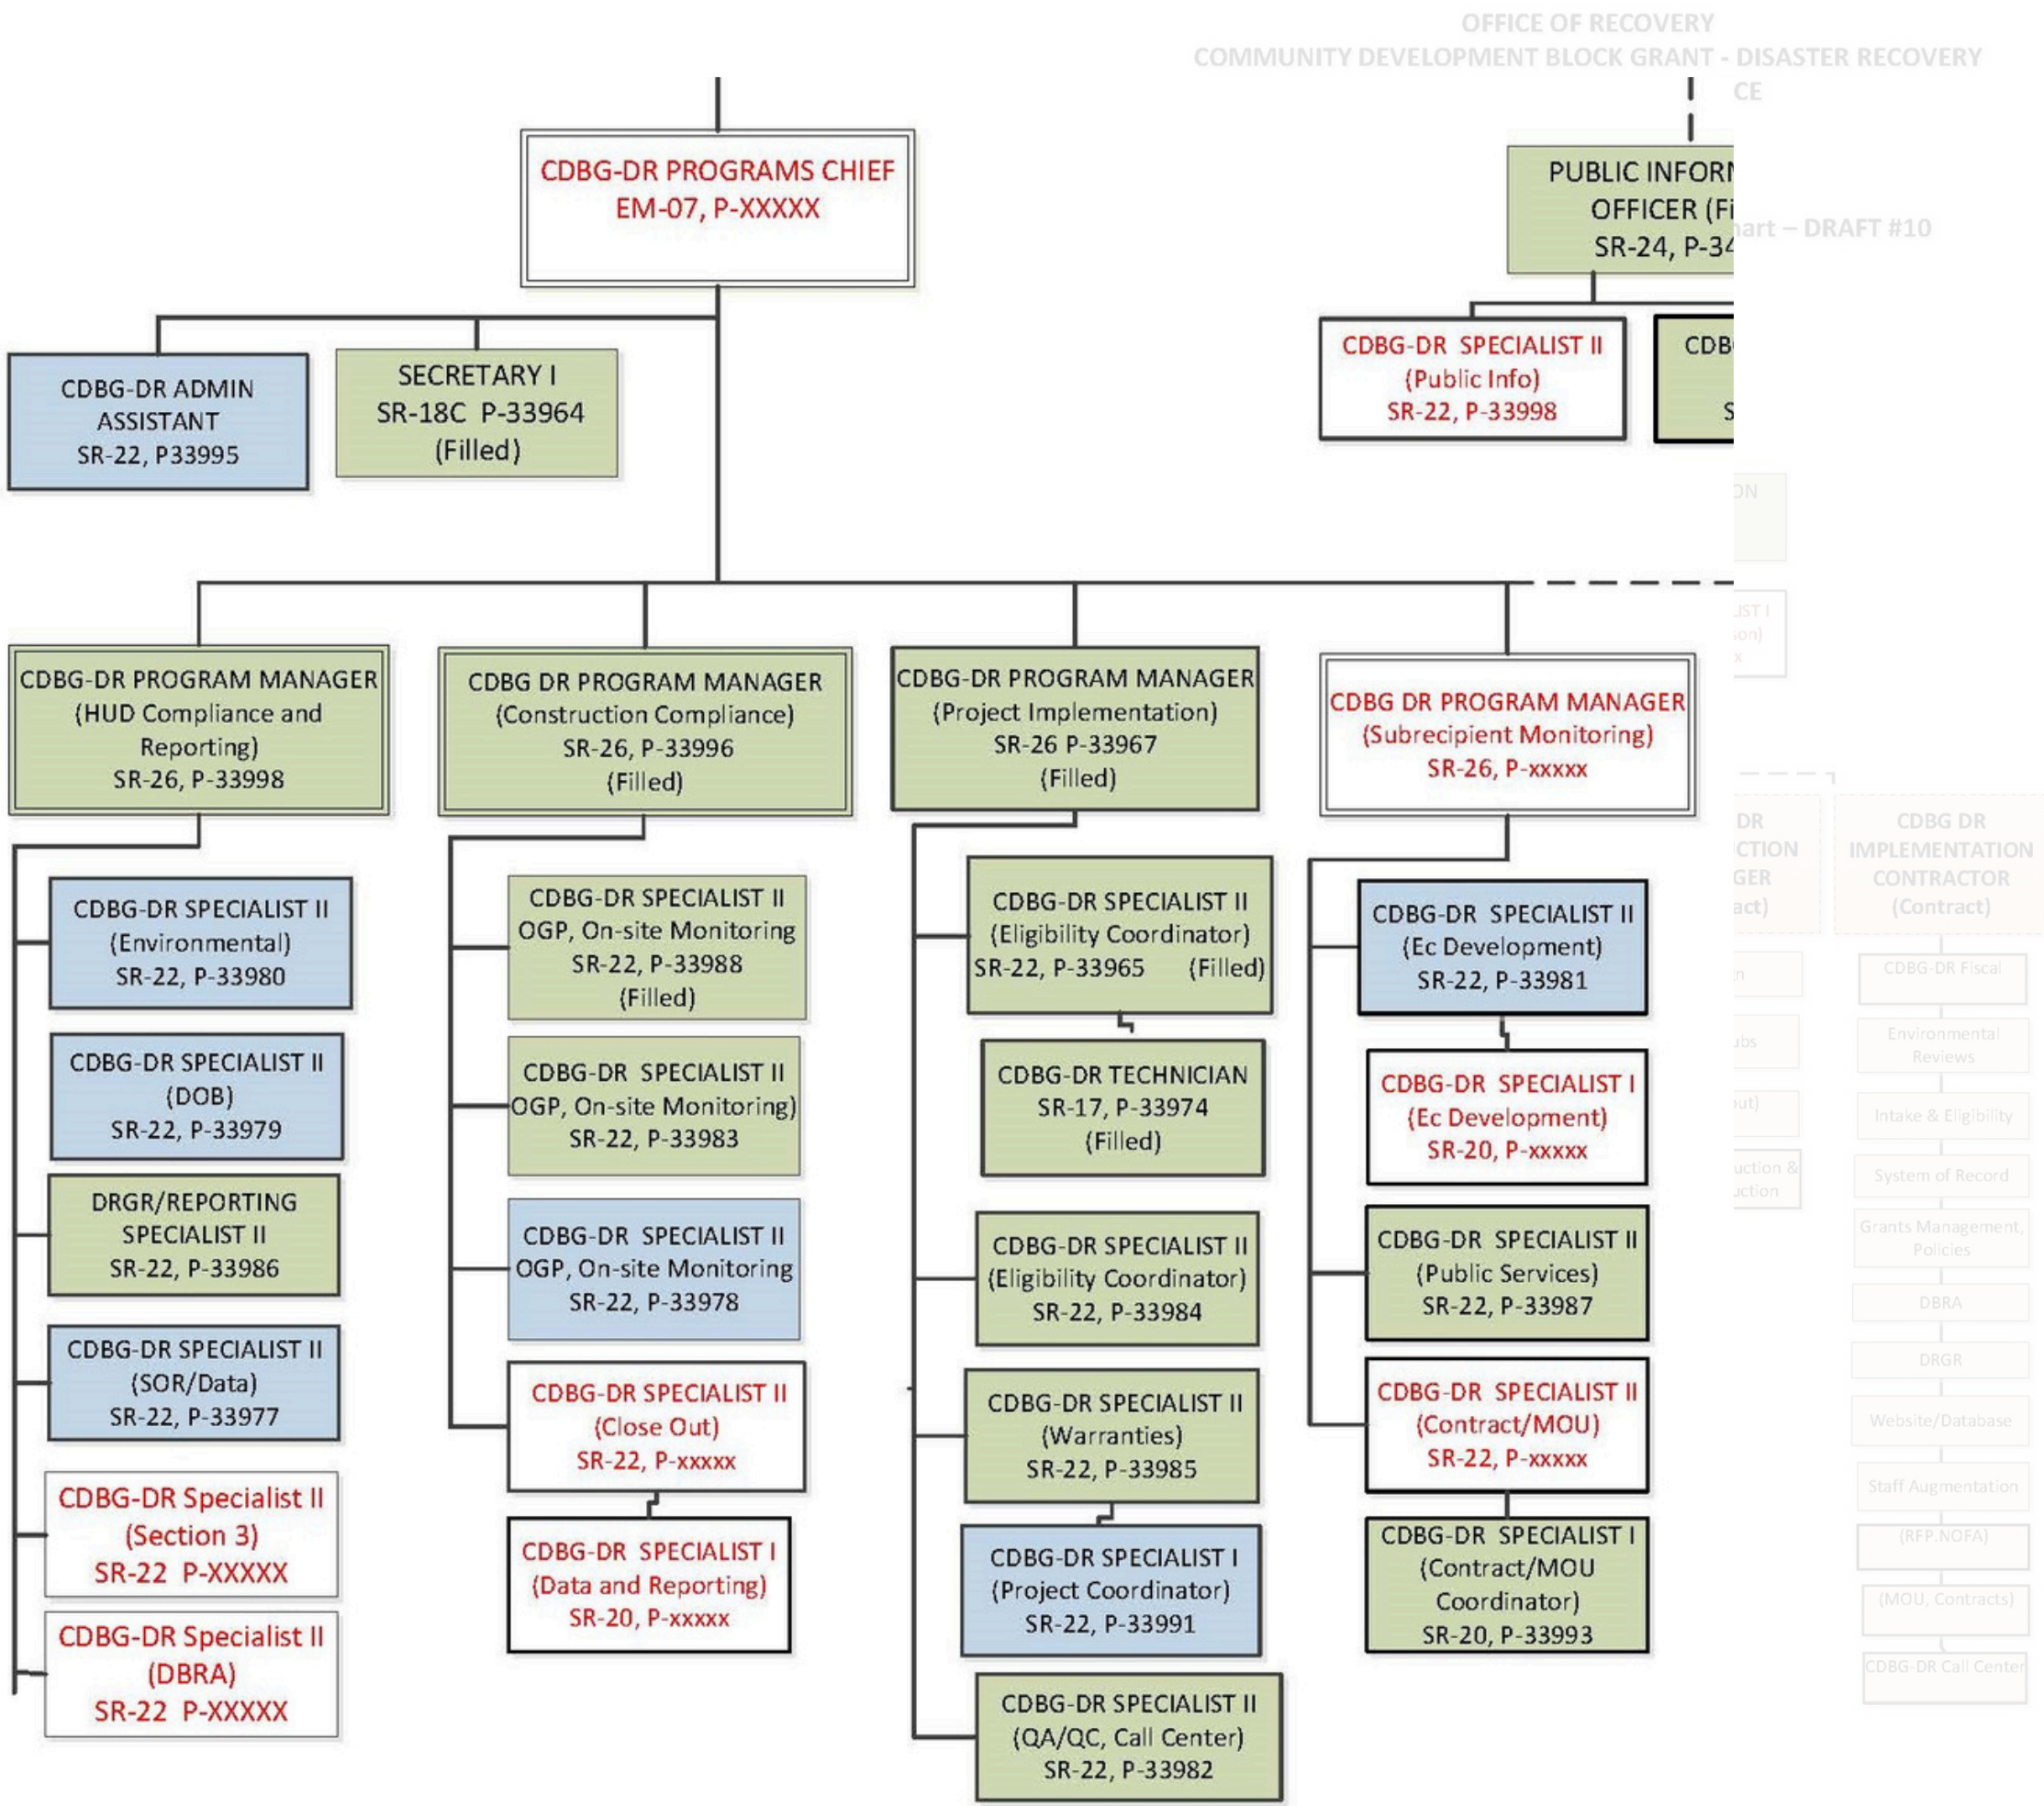 OFFICE OF RECOVERY
COMMUNITY DEVELOPMENT BLOCK GRANT - DISASTER RECOVERY
CE
art – DRAFT #10
CDBG-DR PROGRAMS CHIEF
EM-07, P-XXXXX
PUBLIC INFOR
OFFICER (Fi
SR-24, P-34
CDBG-DR ADMIN
ASSISTANT
SR-22, P33995
SECRETARY I
SR-18C P-33964
(Filled)
CDBG-DR SPECIALIST II
(Public Info)
SR-22, P-33998
CDB
S
ON
IST I
son)
x
CDBG-DR PROGRAM MANAGER
(HUD Compliance and
Reporting)
SR-26, P-33998
CDBG-DR SPECIALIST II
(Environmental)
SR-22, P-33980
CDBG-DR SPECIALIST II
(DOB)
SR-22, P-33979
DRGR/REPORTING
SPECIALIST II
SR-22, P-33986
CDBG-DR SPECIALIST II
(SOR/Data)
SR-22, P-33977
CDBG-DR Specialist II
(Section 3)
SR-22 P-XXXXX
CDBG-DR Specialist II
(DBRA)
SR-22 P-XXXXX
CDBG DR PROGRAM MANAGER
(Construction Compliance)
SR-26, P-33996
(Filled)
CDBG-DR SPECIALIST II
OGP, On-site Monitoring
SR-22, P-33988
(Filled)
CDBG-DR SPECIALIST II
OGP, On-site Monitoring)
SR-22, P-33983
CDBG-DR SPECIALIST II
OGP, On-site Monitoring
SR-22, P-33978
CDBG-DR SPECIALIST II
(Close Out)
SR-22, P-xxxxx
CDBG-DR SPECIALIST I
(Data and Reporting)
SR-20, P-xxxxx
CDBG-DR PROGRAM MANAGER
(Project Implementation)
SR-26 P-33967
(Filled)
CDBG-DR SPECIALIST II
(Eligibility Coordinator)
SR-22, P-33965 (Filled)
CDBG-DR TECHNICIAN
SR-17, P-33974
(Filled)
CDBG-DR SPECIALIST II
(Eligibility Coordinator)
SR-22, P-33984
CDBG-DR SPECIALIST II
(Warranties)
SR-22, P-33985
CDBG-DR SPECIALIST I
(Project Coordinator)
SR-22, P-33991
CDBG-DR SPECIALIST II
(QA/QC, Call Center)
SR-22, P-33982
CDBG DR PROGRAM MANAGER
(Subrecipient Monitoring)
SR-26, P-xxxxx
CDBG-DR SPECIALIST II
(Ec Development)
SR-22, P-33981
CDBG-DR SPECIALIST I
(Ec Development)
SR-20, P-xxxxx
CDBG-DR SPECIALIST II
(Public Services)
SR-22, P-33987
CDBG-DR SPECIALIST II
(Contract/MOU)
SR-22, P-xxxxx
CDBG-DR SPECIALIST I
(Contract/MOU
Coordinator)
SR-20, P-33993
DR
CTION
GER
act)
n
ubs
out)
uction &
uction
CDBG DR
IMPLEMENTATION
CONTRACTOR
(Contract)
CDBG-DR Fiscal
Environmental
Reviews
Intake & Eligibility
System of Record
Grants Management,
Policies
DBRA
DRGR
Website/Database
Staff Augmentation
(RFP.NOFA)
(MOU, Contracts)
CDBG-DR Call Center